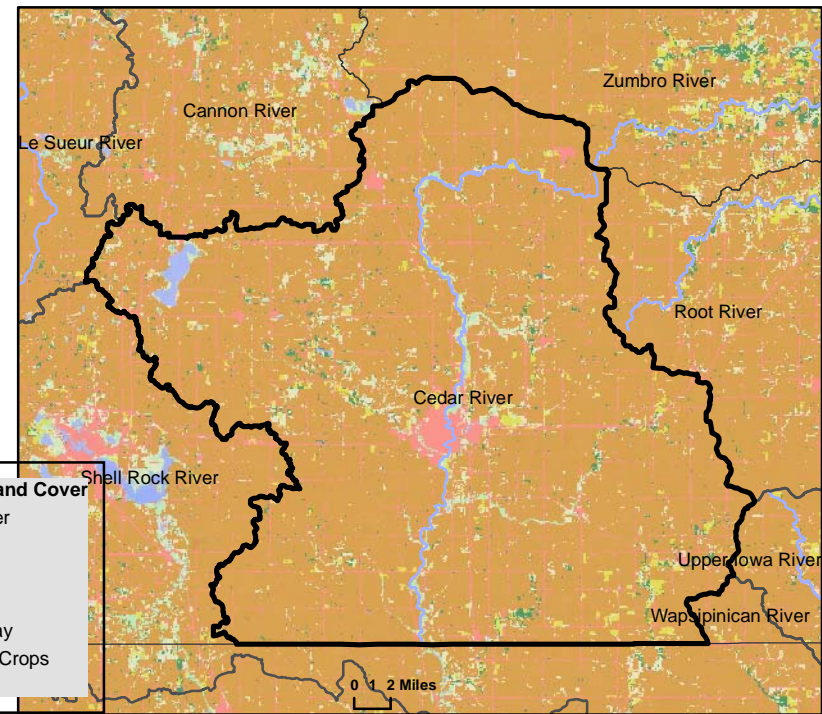 Zumbro River
Cannon River
Le Sueur River
Root River
Cedar River
Shell Rock River
and Cover
er
Upper Iowa River
Wapsipinican River
ay
Crops
0 1 2 Miles